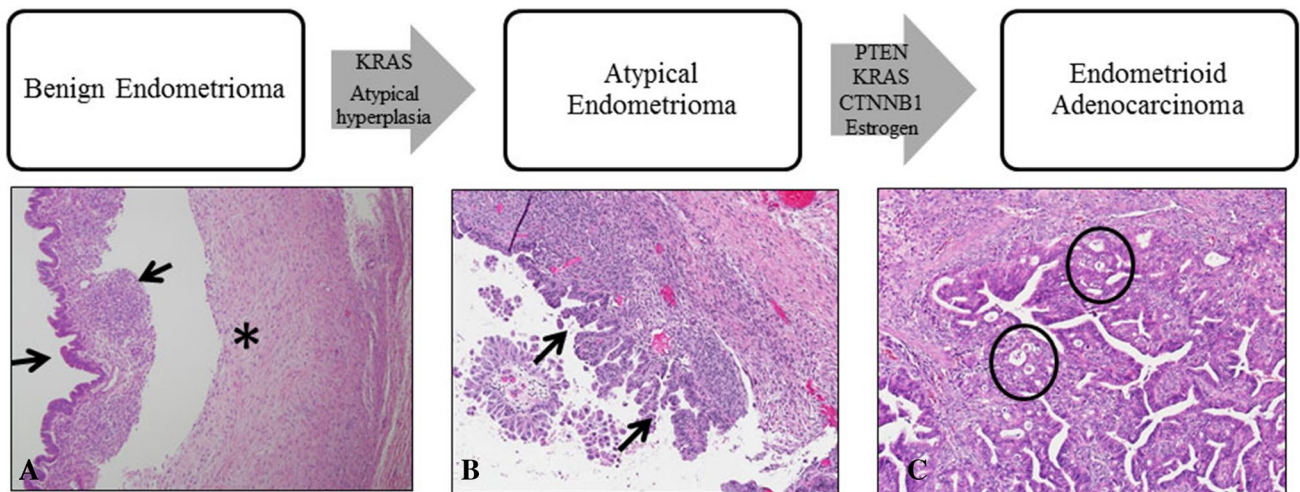 Benign Endometrioma
KRAS
Atypical
hyperplasia
Atypical
Endometrioma
PTEN
KRAS
CTNNB1
Estrogen
Endometrioid
Adenocarcinoma
*
A
B
C